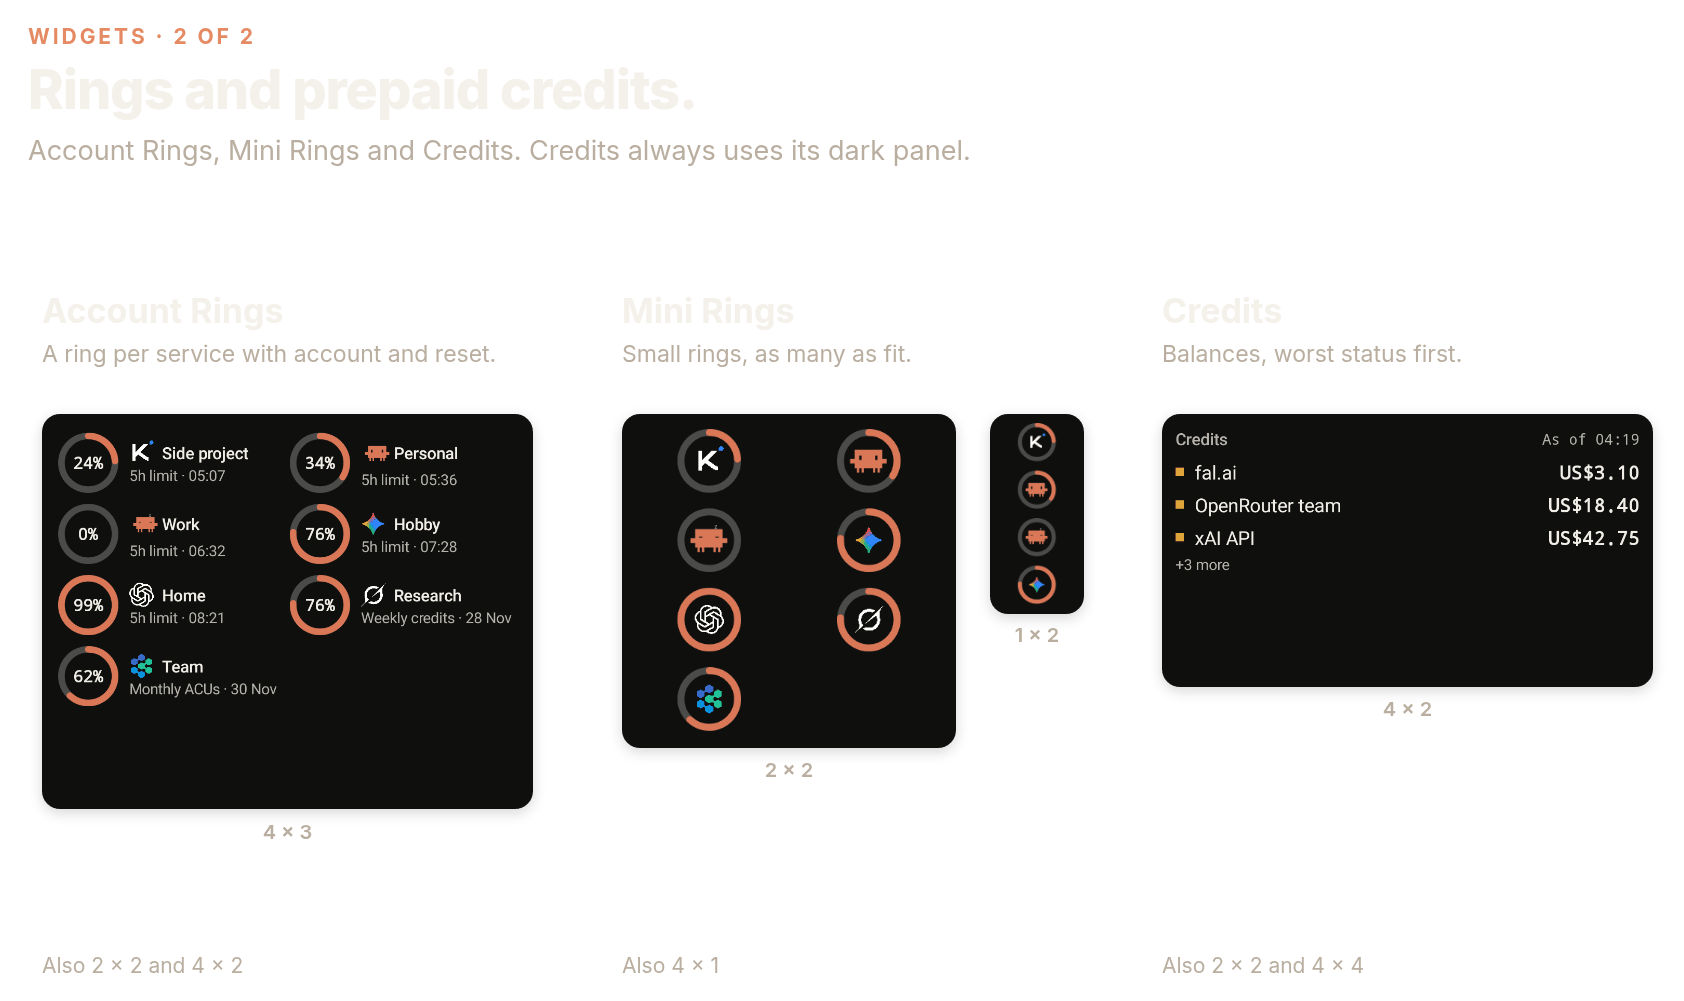 WIDGETS · 2 OF 2
Rings and prepaid credits.
Account Rings, Mini Rings and Credits. Credits always uses its dark panel.
Account Rings
A ring per service with account and reset.
24%
Side project
5h limit · 05:07
34%
Personal
5h limit · 05:36
0%
Work
5h limit · 06:32
76%
Hobby
5h limit · 07:28
99%
Home
5h limit · 08:21
76%
Research
Weekly credits · 28 Nov
62%
Team
Monthly ACUs · 30 Nov
4 × 3
Also 2 × 2 and 4 × 2
Mini Rings
Small rings, as many as fit.
2 × 2
1 × 2
Also 4 × 1
Credits
Balances, worst status first.
Credits As of 04:19
fal.ai US$3.10
OpenRouter team US$18.40
xAI API US$42.75
+3 more
4 × 2
Also 2 × 2 and 4 × 4